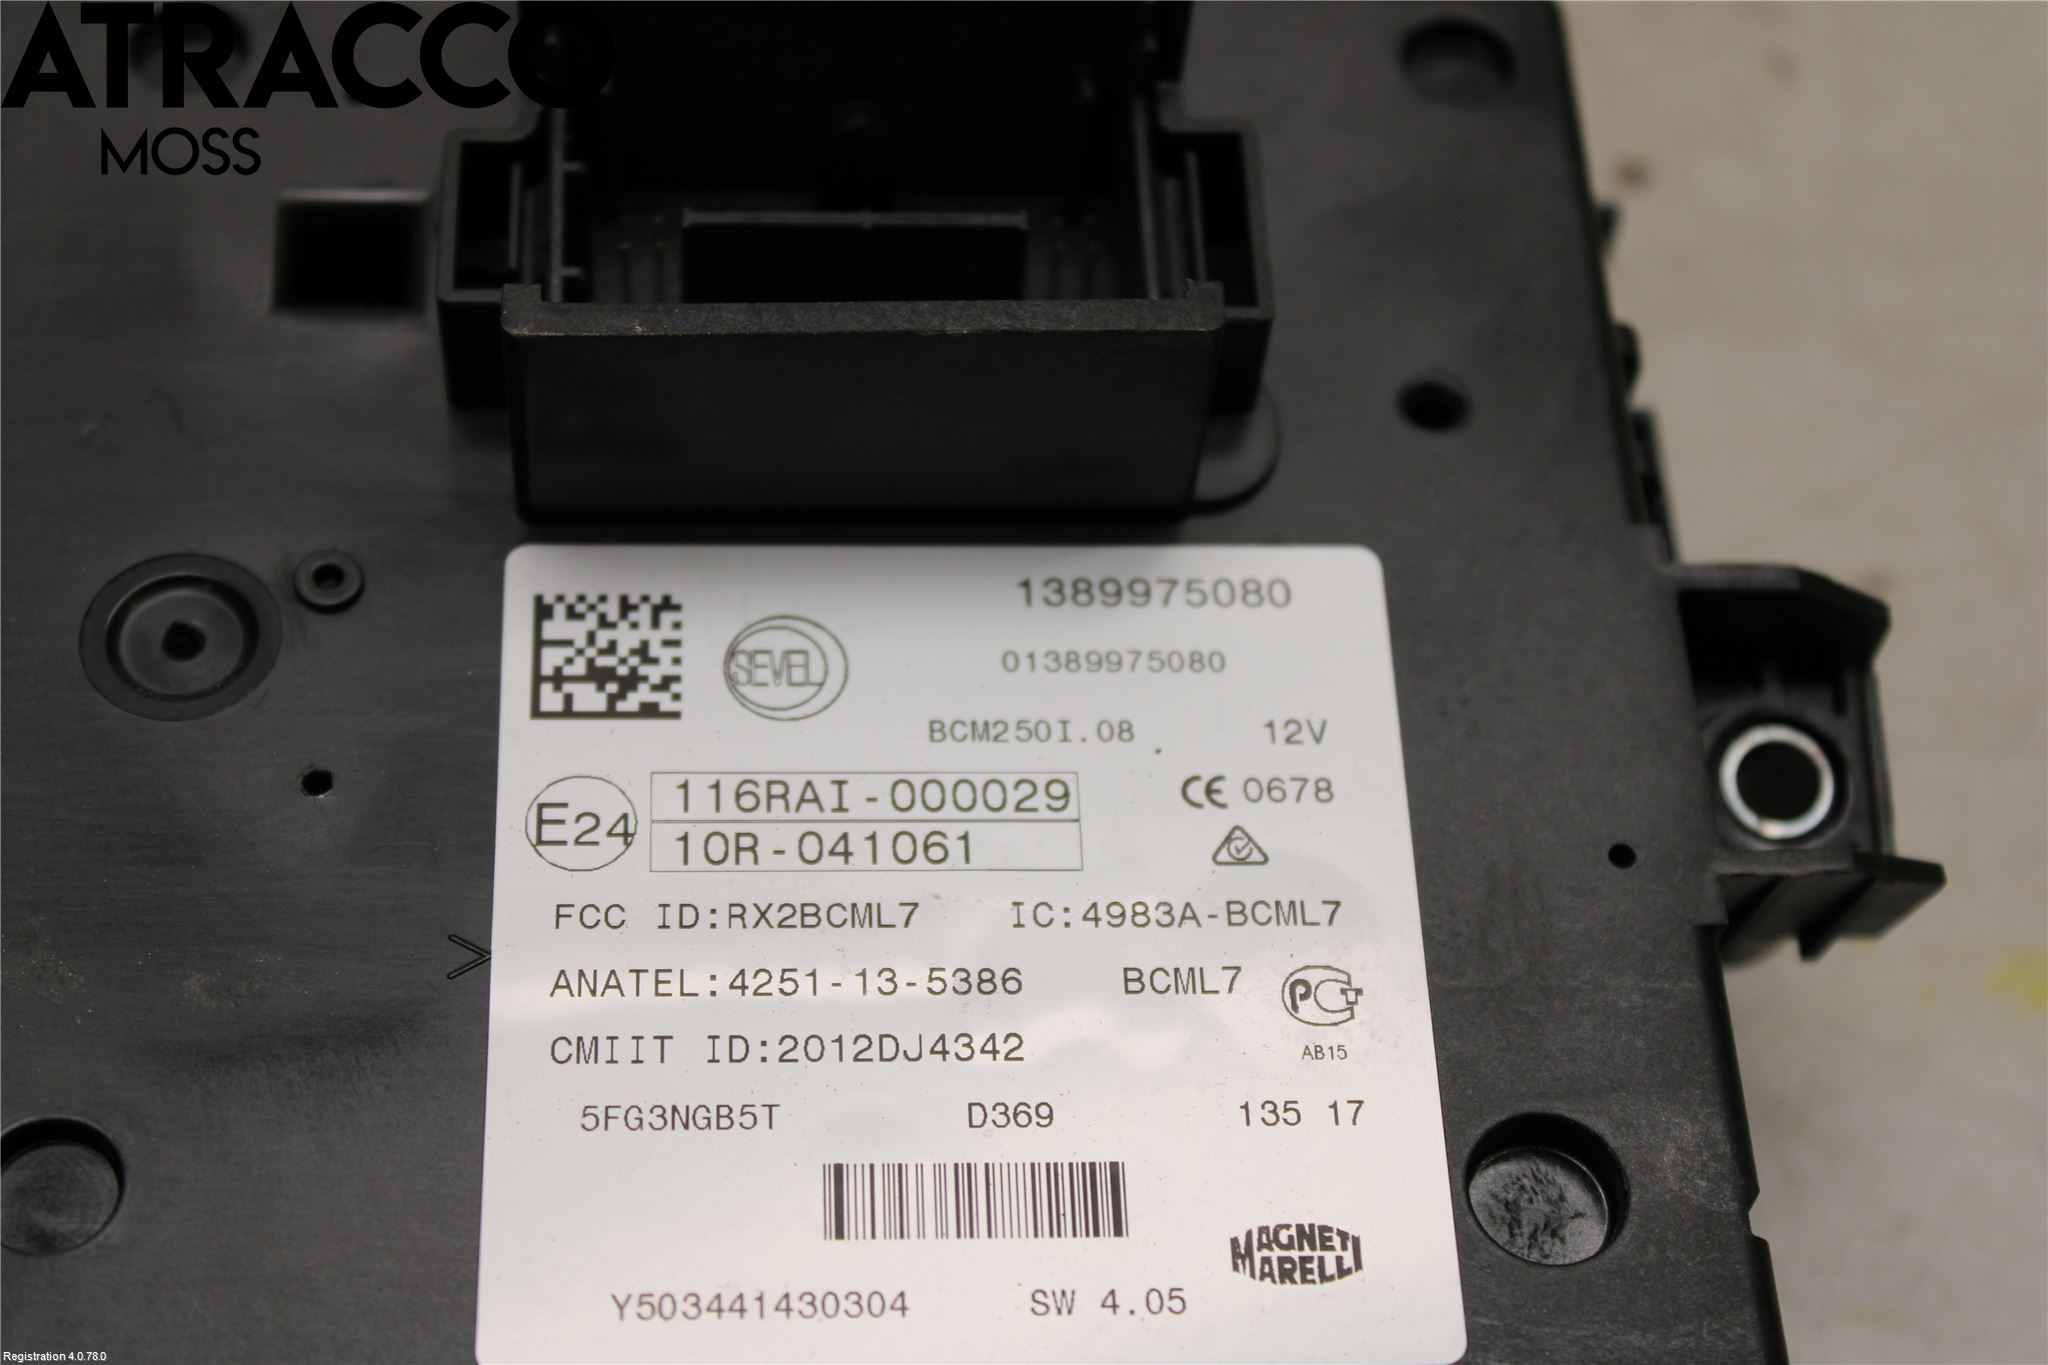 ATRACCO
MOSS
1389975080
SEVEL
01389975080
BCM250I.08 12V
E24 116RAI-000029 CE 0678
10R-041061
FCC ID:RX2BCML7 IC:4983A-BCML7
ANATEL:4251-13-5386 BCML7 PCT
CMIIT ID:2012DJ4342 AB15
5FG3NGB5T D369 135 17
MAGNETI
MARELLI
Y503441430304 SW 4.05
Registration 4.0.78.0